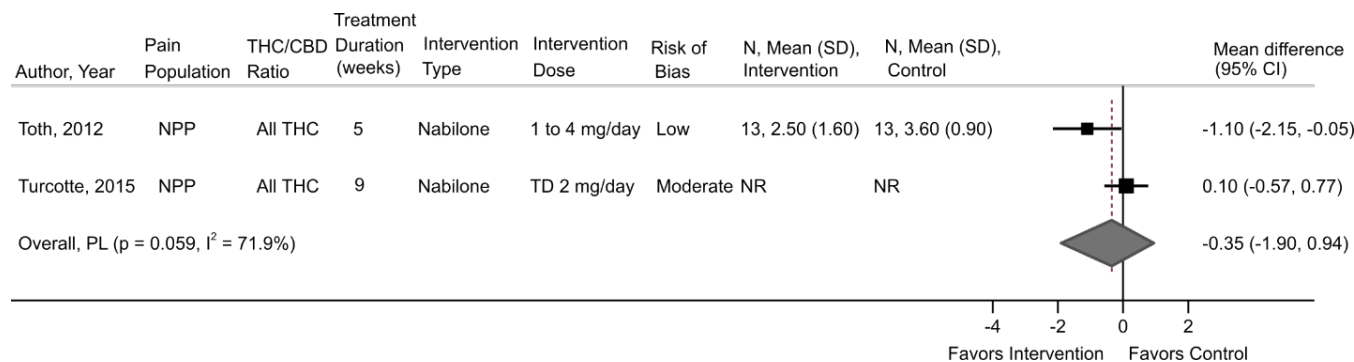 Author, Year Pain Population THC/CBD Ratio Treatment Duration (weeks) Intervention Type Intervention Dose Risk of Bias N, Mean (SD), Intervention N, Mean (SD), Control Mean difference (95% CI)
Toth, 2012 NPP All THC 5 Nabilone 1 to 4 mg/day Low 13, 2.50 (1.60) 13, 3.60 (0.90) -1.10 (-2.15, -0.05)
Turcotte, 2015 NPP All THC 9 Nabilone TD 2 mg/day Moderate NR NR 0.10 (-0.57, 0.77)
Overall, PL (p = 0.059, I² = 71.9%) -0.35 (-1.90, 0.94)
-4 -2 0 2
Favors Intervention Favors Control